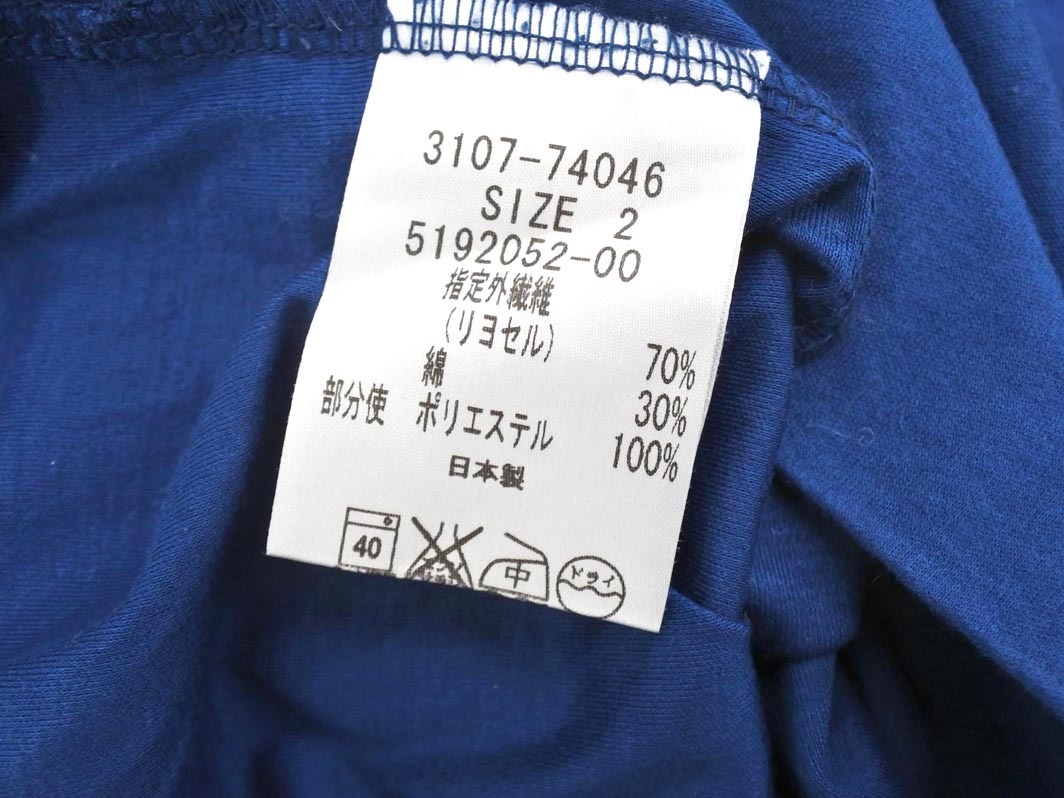 3107-74046
SIZE 2
5192052-00
指定外繊維
(リヨセル) 70%
綿 30%
部分使 ポリエステル 100%
日本製
40
中
ドライ